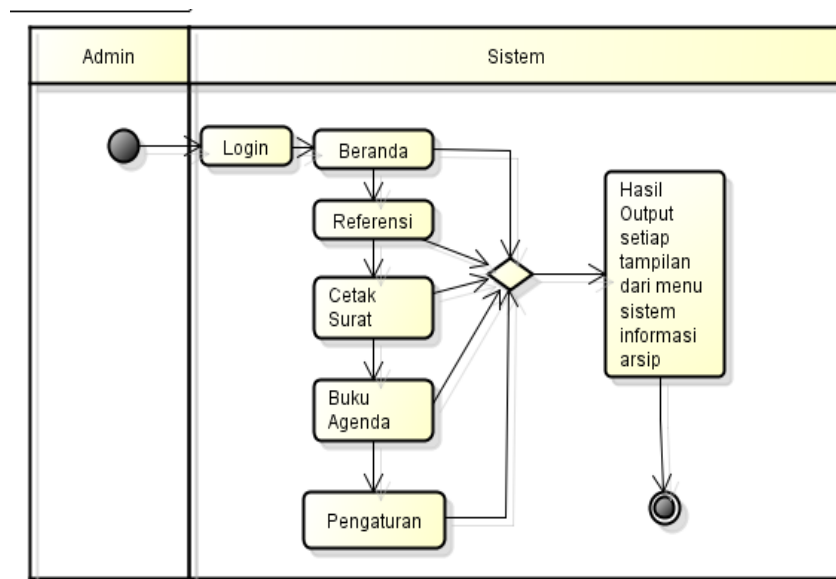 Admin
Sistem
Login
Beranda
Referensi
Cetak
Surat
Buku
Agenda
Pengaturan
Hasil
Output
setiap
tampilan
dari menu
sistem
informasi
arsip